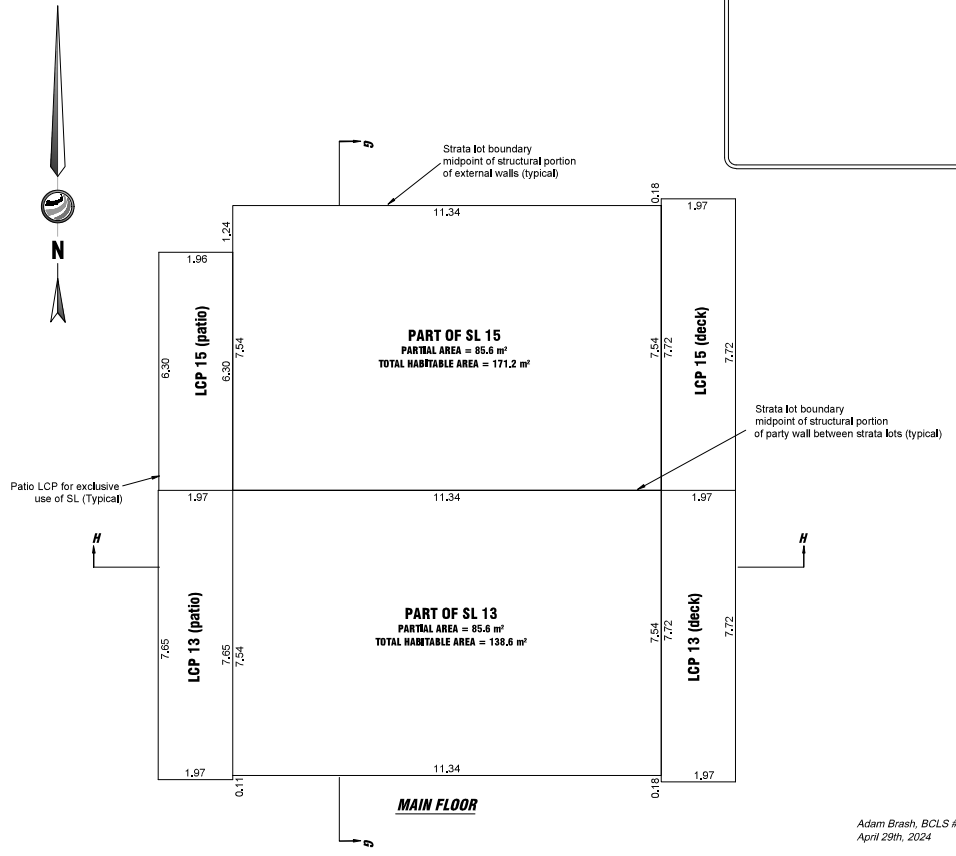 G
Strata lot boundary
midpoint of structural portion
of external walls (typical)
0.18
11.34
1.97
1.24
N
1.96
LCP 15 (patio)
6.30
6.30
7.54
PART OF SL 15
PARTIAL AREA = 85.6 m²
TOTAL HABITABLE AREA = 171.2 m²
7.54
7.72
LCP 15 (deck)
7.72
Strata lot boundary
midpoint of structural portion
of party wall between strata lots (typical)
Patio LCP for exclusive
use of SL (Typical)
1.97
11.34
1.97
H
H
LCP 13 (patio)
7.65
7.65
7.54
PART OF SL 13
PARTIAL AREA = 85.6 m²
TOTAL HABITABLE AREA = 138.6 m²
7.54
7.72
LCP 13 (deck)
7.72
1.97
11.34
1.97
0.11
0.18
MAIN FLOOR
G
Adam Brash, BCLS #
April 29th, 2024